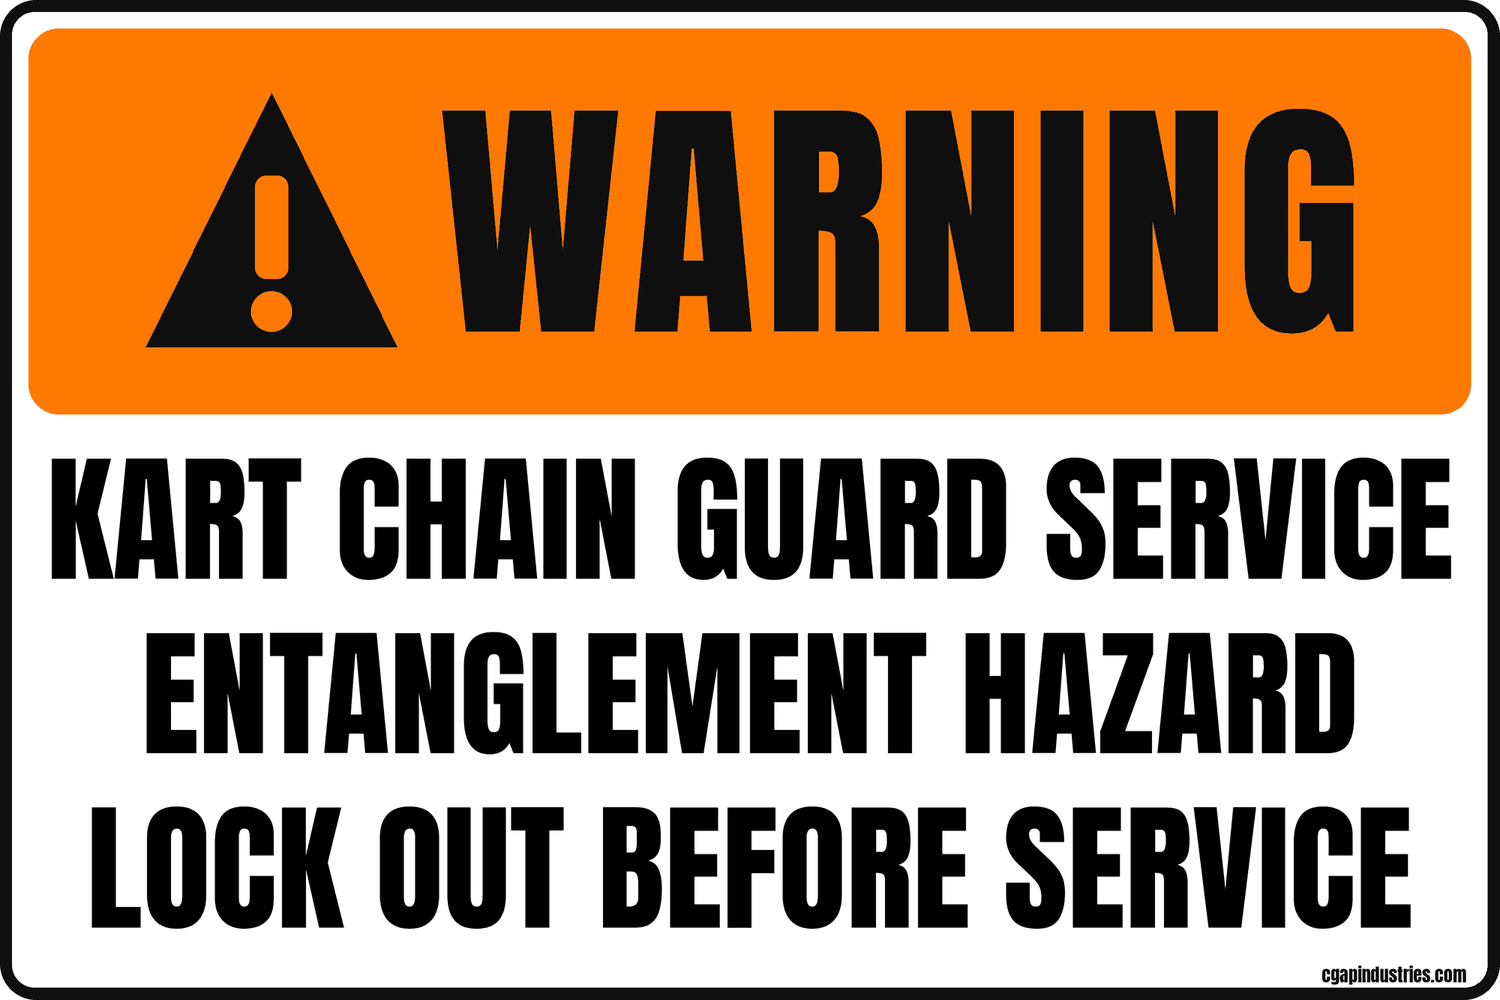 WARNING
KART CHAIN GUARD SERVICE
ENTANGLEMENT HAZARD
LOCK OUT BEFORE SERVICE
cgapindustries.com